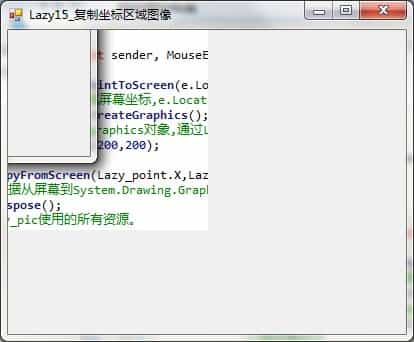 Lazy15_复制坐标区域图像
t sender, MouseE
intToScreen(e.Lo
屏幕坐标,e.Locat
reateGraphics();
raphics对象,通过L
200,200);
pyFromScreen(Lazy_point.X,Laz
据从屏幕到System.Drawing.Grap
spose();
y_pic使用的所有资源。